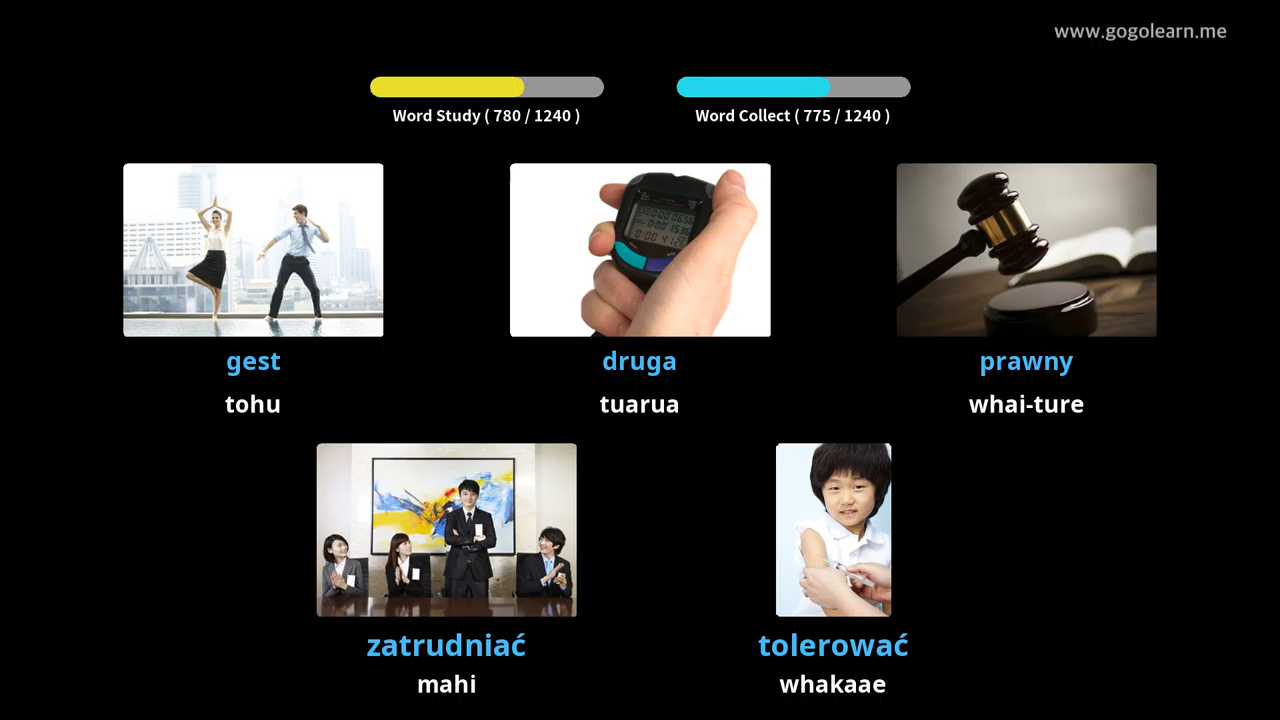 www.gogolearn.me
Word Study ( 780 / 1240 )
Word Collect ( 775 / 1240 )
gest
druga
prawny
tohu
tuarua
whai-ture
zatrudniać
tolerować
mahi
whakaae